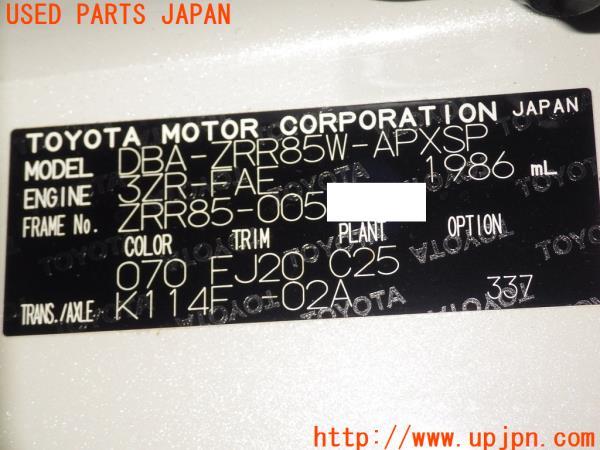 USED PARTS JAPAN
TOYOTA MOTOR CORPORATION JAPAN
MODEL DBA-ZRR85W-APXSP
ENGINE 3ZR-FAE 1986 mL
FRAME No. ZRR85-005
COLOR TRIM PLANT OPTION
070 FJ20 C25
TRANS./AXLE K114F -02A 337
http://www.upjpn.com/